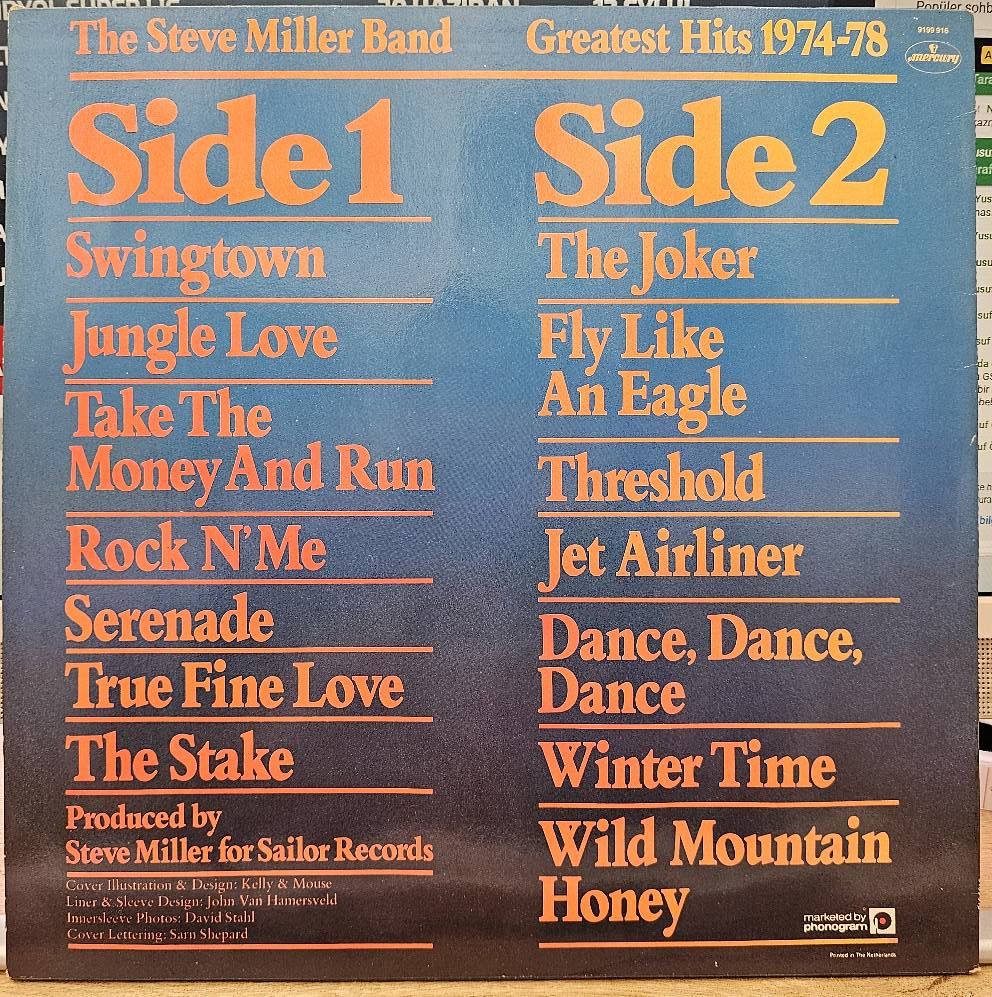 The Steve Miller Band
Greatest Hits 1974-78
9199 916
mercury
Side 1
Swingtown
Jungle Love
Take The
Money And Run
Rock N' Me
Serenade
True Fine Love
The Stake
Produced by
Steve Miller for Sailor Records
Cover Illustration & Design: Kelly & Mouse
Liner & Sleeve Design: John Van Hamersveld
Innersleeve Photos: David Stahl
Cover Lettering: Sam Shepard
Side 2
The Joker
Fly Like
An Eagle
Threshold
Jet Airliner
Dance, Dance,
Dance
Winter Time
Wild Mountain
Honey
marketed by
phonogram
Printed in The Netherlands
Popüler sohb